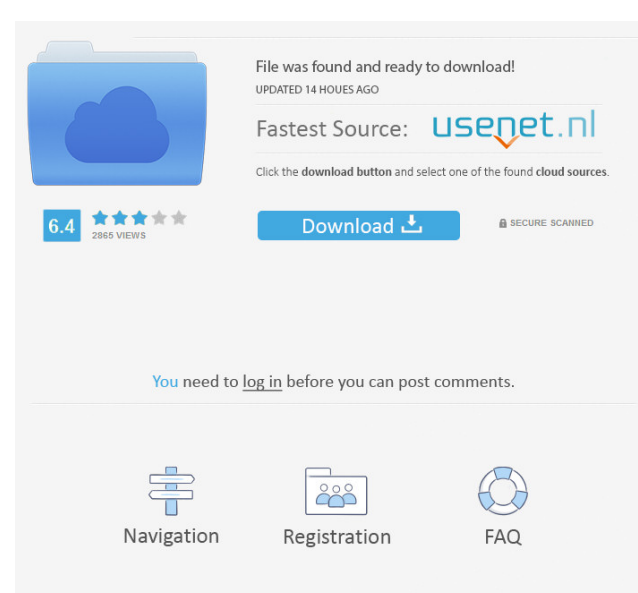 File was found and ready to download!
UPDATED 14 HOUES AGO
Fastest Source: usenet.nl
Click the download button and select one of the found cloud sources.
6.4
2865 VIEWS
Download
SECURE SCANNED
You need to log in before you can post comments.
Navigation
Registration
FAQ